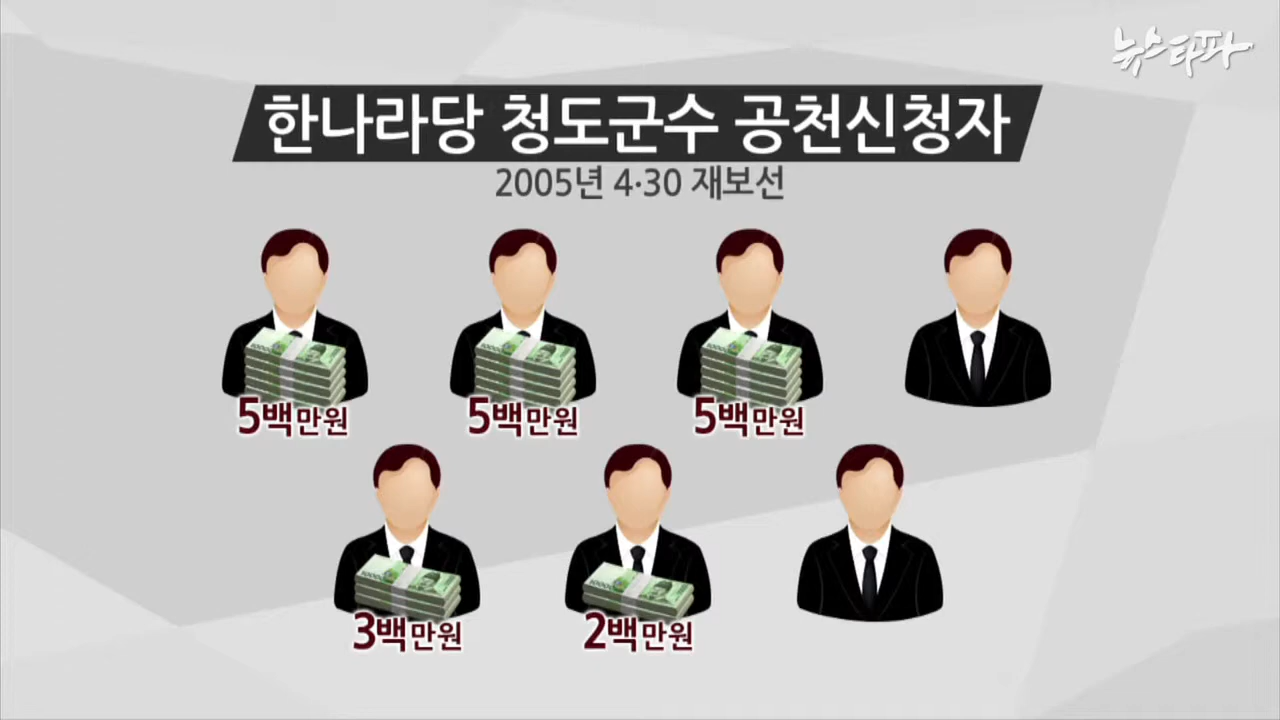 뉴스타파
한나라당 청도군수 공천신청자
2005년 4·30 재보선
5백만원 5백만원 5백만원
3백만원 2백만원